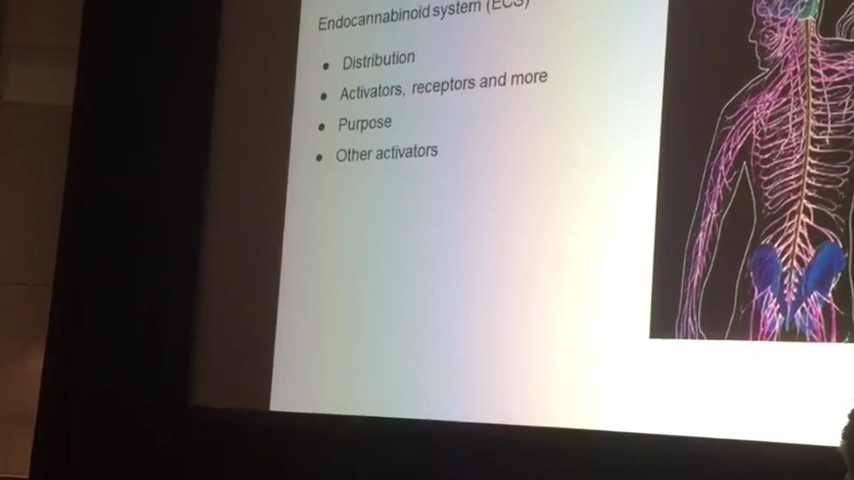 Endocannabinoid system (ECS)
• Distribution
• Activators, receptors and more
• Purpose
• Other activators